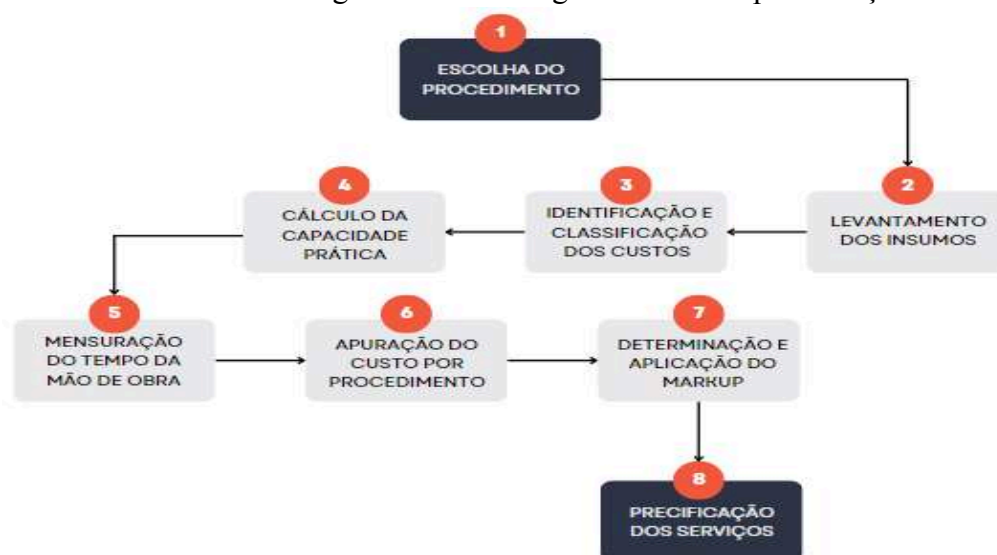 1
ESCOLHA DO
PROCEDIMENTO
2
LEVANTAMENTO
DOS INSUMOS
3
IDENTIFICAÇÃO E
CLASSIFICAÇÃO
DOS CUSTOS
4
CÁLCULO DA
CAPACIDADE
PRÁTICA
5
MENSURAÇÃO
DO TEMPO DA
MÃO DE OBRA
6
APURAÇÃO DO
CUSTO POR
PROCEDIMENTO
7
DETERMINAÇÃO E
APLICAÇÃO DO
MARKUP
8
PRECIFICAÇÃO
DOS SERVIÇOS